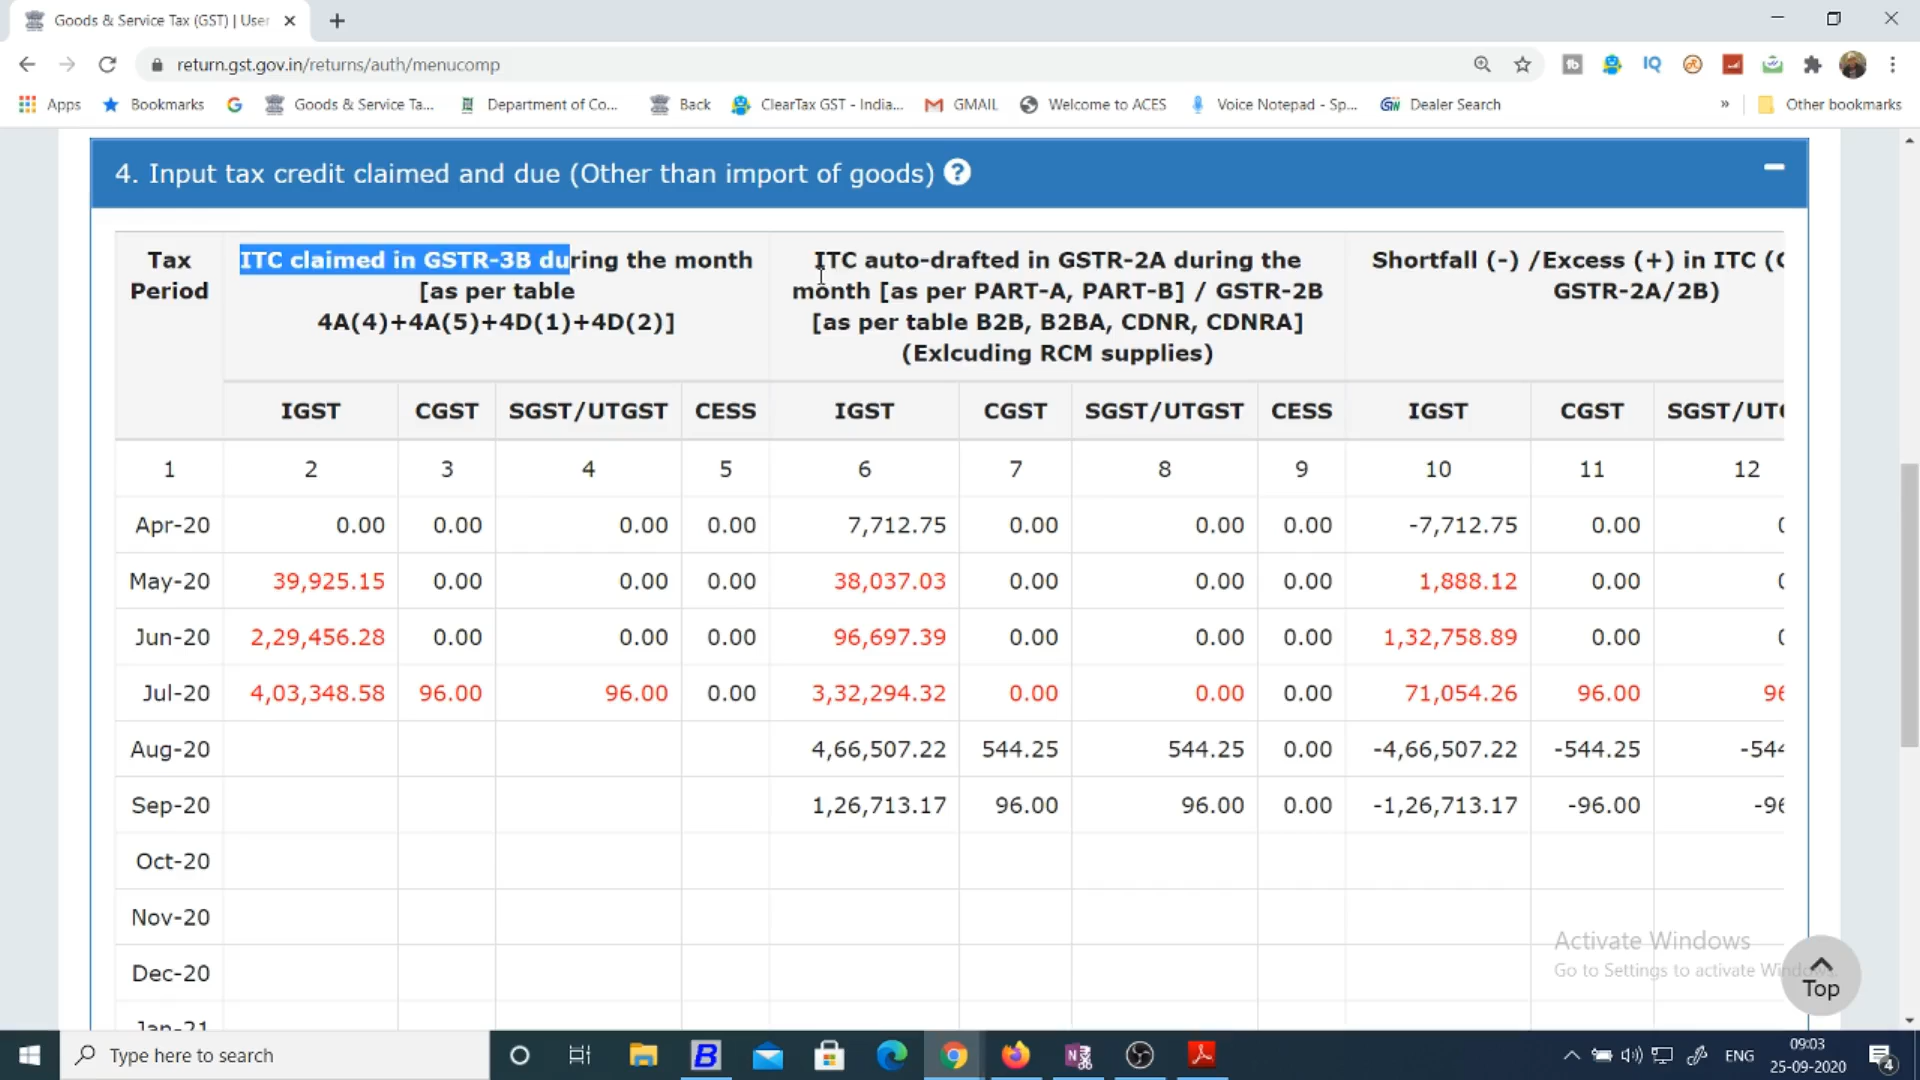 Goods & Service Tax (GST) | User
return.gst.gov.in/returns/auth/menucomp
IQ
Apps Bookmarks Goods & Service Ta... Department of Co... Back ClearTax GST - India... GMAIL Welcome to ACES Voice Notepad - Sp... Dealer Search » Other bookmarks
4. Input tax credit claimed and due (Other than import of goods) ?
Tax Period
ITC claimed in GSTR-3B during the month
[as per table
4A(4)+4A(5)+4D(1)+4D(2)]
ITC auto-drafted in GSTR-2A during the
month [as per PART-A, PART-B] / GSTR-2B
[as per table B2B, B2BA, CDNR, CDNRA]
(Exlcuding RCM supplies)
Shortfall (-) /Excess (+) in ITC (
GSTR-2A/2B)
IGST CGST SGST/UTGST CESS IGST CGST SGST/UTGST CESS IGST CGST SGST/UTG
1 2 3 4 5 6 7 8 9 10 11 12
Apr-20 0.00 0.00 0.00 0.00 7,712.75 0.00 0.00 0.00 -7,712.75 0.00 0
May-20 39,925.15 0.00 0.00 0.00 38,037.03 0.00 0.00 0.00 1,888.12 0.00 0
Jun-20 2,29,456.28 0.00 0.00 0.00 96,697.39 0.00 0.00 0.00 1,32,758.89 0.00 0
Jul-20 4,03,348.58 96.00 96.00 0.00 3,32,294.32 0.00 0.00 0.00 71,054.26 96.00 96
Aug-20 4,66,507.22 544.25 544.25 0.00 -4,66,507.22 -544.25 -544
Sep-20 1,26,713.17 96.00 96.00 0.00 -1,26,713.17 -96.00 -96
Oct-20
Nov-20
Dec-20
Jan-21
Activate Windows
Go to Settings to activate Windows.
Top
Type here to search
ENG
09:03
25-09-2020
4